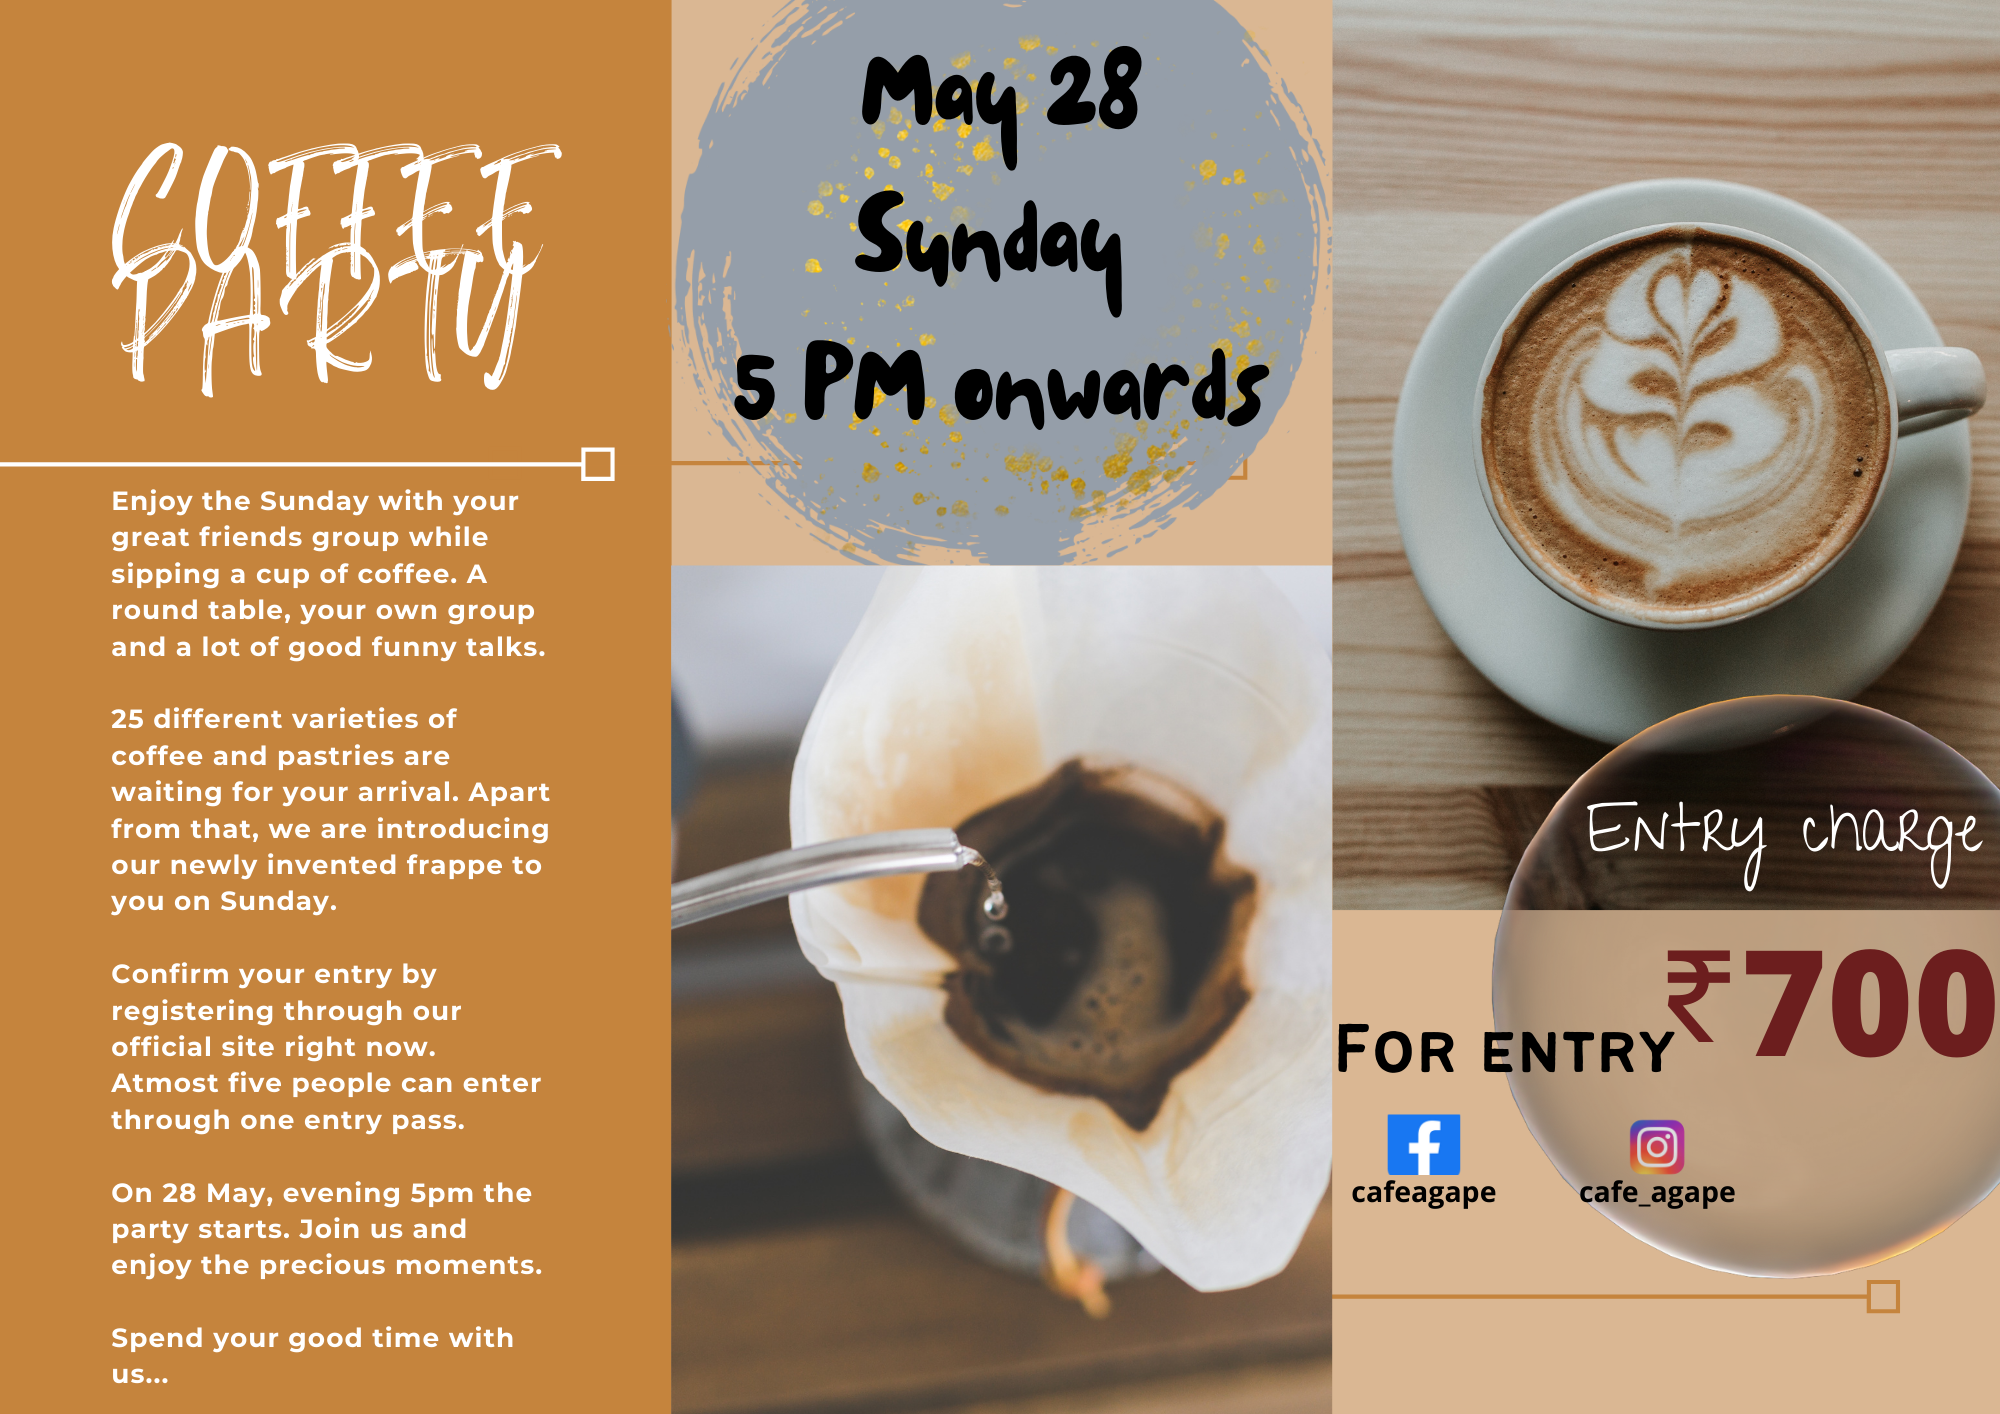 COFFEE
PARTY
Enjoy the Sunday with your
great friends group while
sipping a cup of coffee. A
round table, your own group
and a lot of good funny talks.
25 different varieties of
coffee and pastries are
waiting for your arrival. Apart
from that, we are introducing
our newly invented frappe to
you on Sunday.
Confirm your entry by
registering through our
official site right now.
Atmost five people can enter
through one entry pass.
On 28 May, evening 5pm the
party starts. Join us and
enjoy the precious moments.
Spend your good time with
us...
May 28
Sunday
5 PM onwards
Entry charge
₹700
For entry
cafeagape
cafe_agape